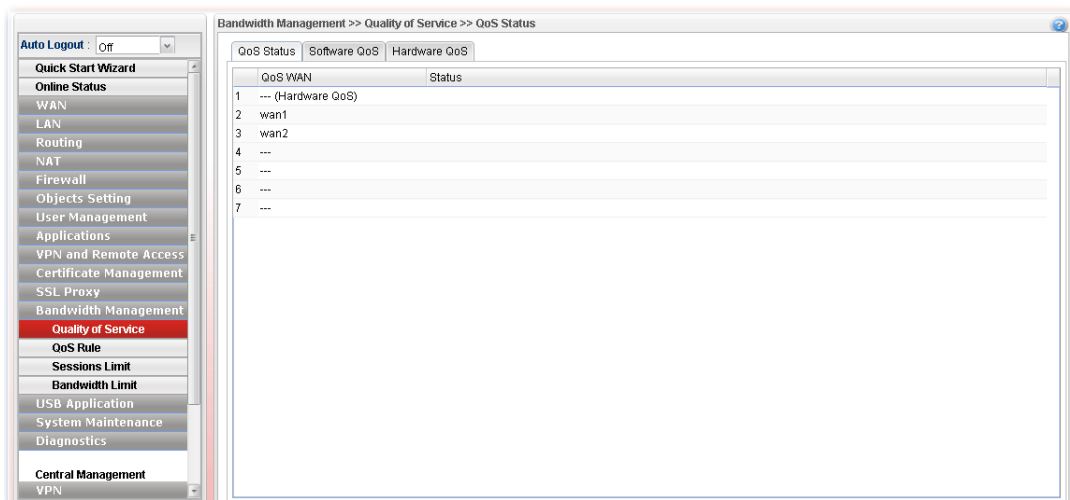 Bandwidth Management >> Quality of Service >> QoS Status
Auto Logout : Off
Quick Start Wizard
Online Status
WAN
LAN
Routing
NAT
Firewall
Objects Setting
User Management
Applications
VPN and Remote Access
Certificate Management
SSL Proxy
Bandwidth Management
Quality of Service
QoS Rule
Sessions Limit
Bandwidth Limit
USB Application
System Maintenance
Diagnostics
Central Management
VPN
QoS Status Software QoS Hardware QoS
QoS WAN Status
1 --- (Hardware QoS)
2 wan1
3 wan2
4 ---
5 ---
6 ---
7 ---